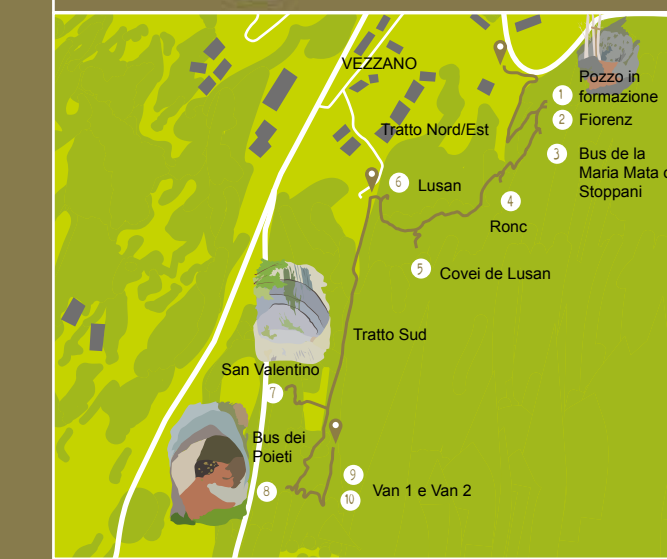 VEZZANO
Pozzo in
1 formazione
2 Fiorenz
Tratto Nord/Est
3 Bus de la
Maria Mata o
Stoppani
6 Lusan
4
Ronc
5 Covei de Lusan
Tratto Sud
San Valentino
7
Bus dei
Poieti
8
9
10
Van 1 e Van 2